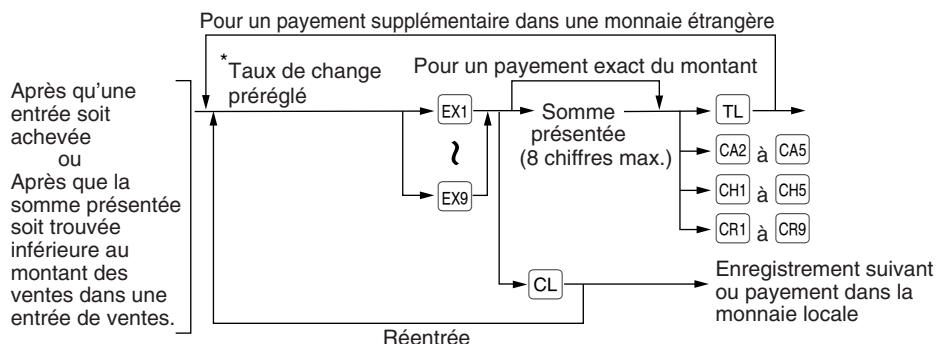 Pour un payement supplémentaire dans une monnaie étrangère
*Taux de change
préréglé
Pour un payement exact du montant
Après qu'une
entrée soit
achevée
ou
Après que la
somme présentée
soit trouvée
inférieure au
montant des
ventes dans une
entrée de ventes.
EX1
EX9
Somme
présentée
(8 chiffres max.)
TL
CA2 à CA5
CH1 à CH5
CR1 à CR9
CL
Enregistrement suivant
ou payement dans la
monnaie locale
Réentrée